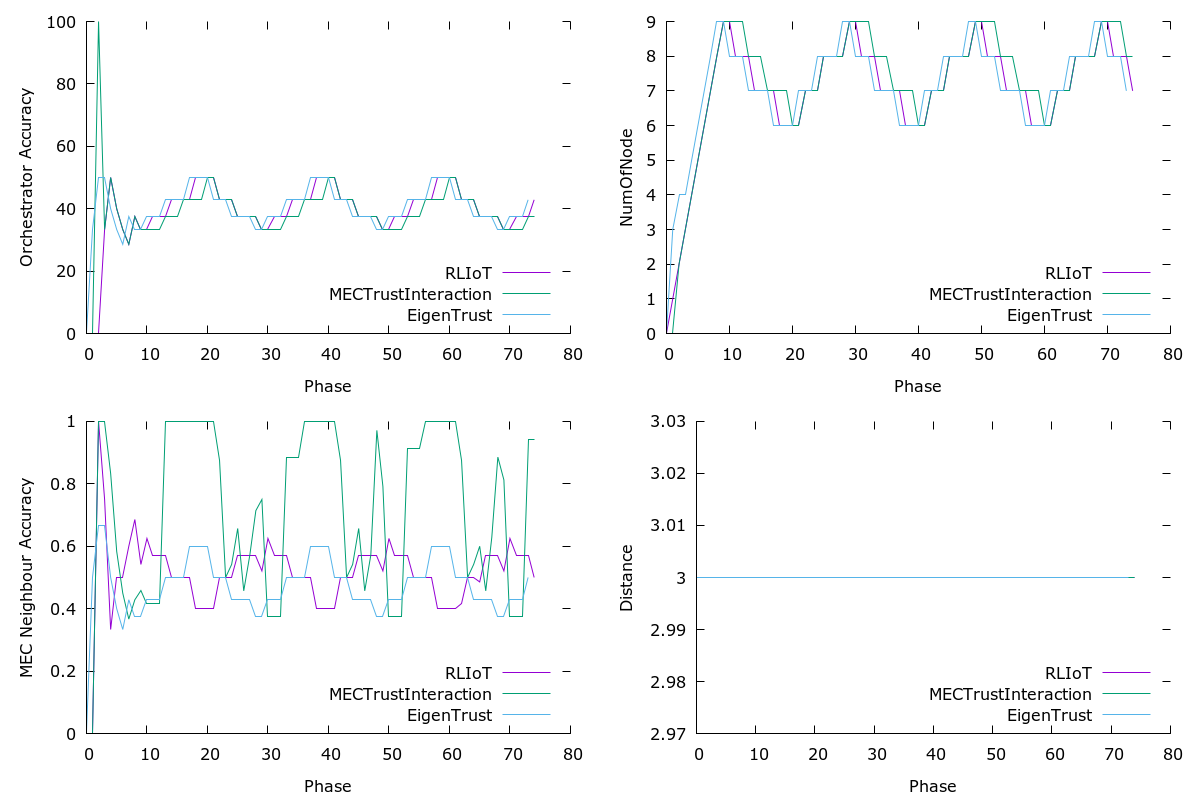 Orchestrator Accuracy
100
80
60
40
20
0
0 10 20 30 40 50 60 70 80
Phase
RLIoT
MECTrustInteraction
EigenTrust
NumOfNode
9
8
7
6
5
4
3
2
1
0
0 10 20 30 40 50 60 70 80
Phase
RLIoT
MECTrustInteraction
EigenTrust
MEC Neighbour Accuracy
1
0.8
0.6
0.4
0.2
0
0 10 20 30 40 50 60 70 80
Phase
RLIoT
MECTrustInteraction
EigenTrust
Distance
3.03
3.02
3.01
3
2.99
2.98
2.97
0 10 20 30 40 50 60 70 80
Phase
RLIoT
MECTrustInteraction
EigenTrust